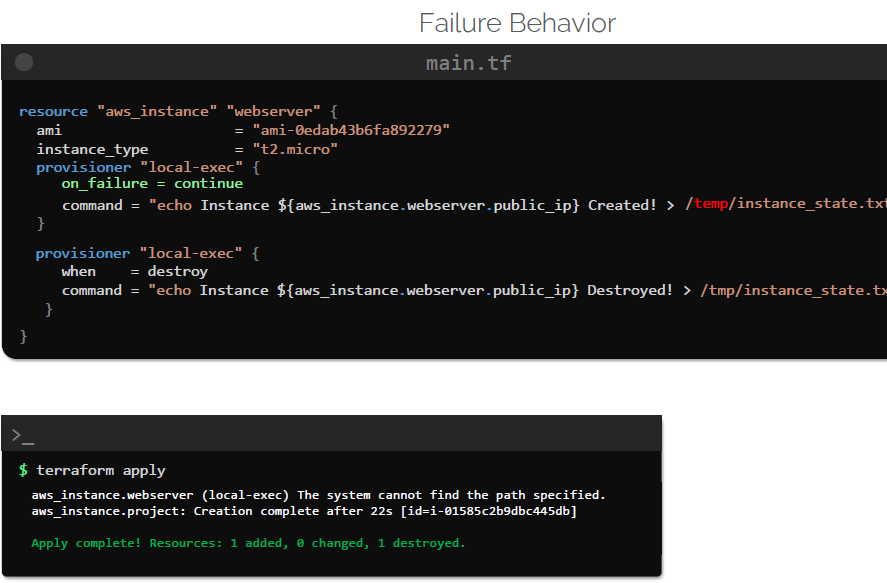 Failure Behavior
main.tf
resource "aws_instance" "webserver" {
ami = "ami-0edab43b6fa892279"
instance_type = "t2.micro"
provisioner "local-exec" {
on_failure = continue
command = "echo Instance ${aws_instance.webserver.public_ip} Created! > /temp/instance_state.txt
}
provisioner "local-exec" {
when = destroy
command = "echo Instance ${aws_instance.webserver.public_ip} Destroyed! > /tmp/instance_state.tx
}
}
>_
$ terraform apply
aws_instance.webserver (local-exec) The system cannot find the path specified.
aws_instance.project: Creation complete after 22s [id=i-01585c2b9dbc445db]
Apply complete! Resources: 1 added, 0 changed, 1 destroyed.